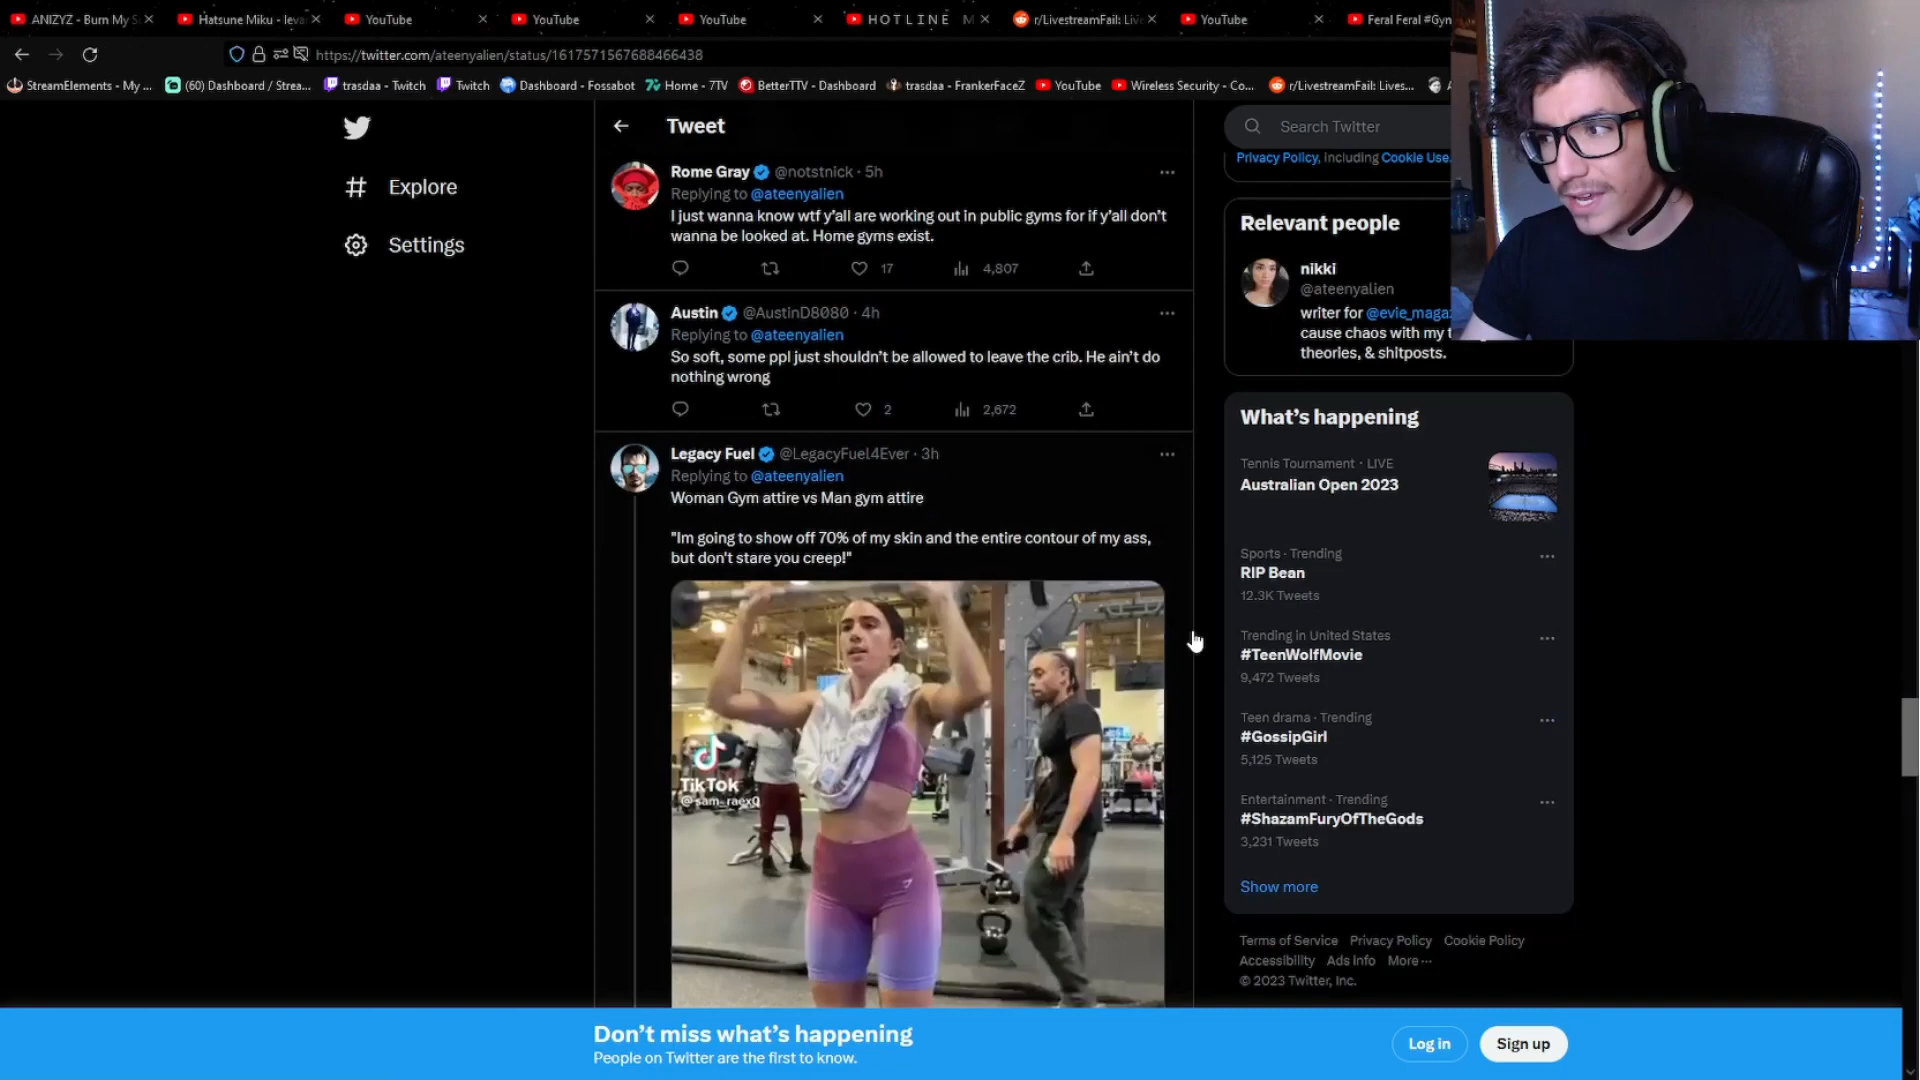 ANIZYZ - Burn My S
Hatsune Miku - leva
YouTube
YouTube
YouTube
H O T L I N E M
r/LivestreamFail: Liv
YouTube
Feral Feral #Gyn
https://twitter.com/ateenyalien/status/1617571567688466438
StreamElements - My ...
(60) Dashboard / Strea...
trasdaa - Twitch
Twitch
Dashboard - Fossabot
Home - 7TV
BetterTTV - Dashboard
trasdaa - FrankerFaceZ
YouTube
Wireless Security - Co...
r/LivestreamFail: Lives...
Explore
Settings
Tweet
Rome Gray @notstnick · 5h
Replying to @ateenyalien
I just wanna know wtf y'all are working out in public gyms for if y'all don't
wanna be looked at. Home gyms exist.
17 4,807
Austin @AustinD8080 · 4h
Replying to @ateenyalien
So soft, some ppl just shouldn't be allowed to leave the crib. He ain't do
nothing wrong
2 2,672
Legacy Fuel @LegacyFuel4Ever · 3h
Replying to @ateenyalien
Woman Gym attire vs Man gym attire
"Im going to show off 70% of my skin and the entire contour of my ass,
but don't stare you creep!"
TikTok
@sam_raex0
Search Twitter
Privacy Policy, including Cookie Use.
Relevant people
nikki
@ateenyalien
writer for @evie_maga
cause chaos with my t
theories, & shitposts.
What's happening
Tennis Tournament · LIVE
Australian Open 2023
Sports · Trending
RIP Bean
12.3K Tweets
Trending in United States
#TeenWolfMovie
9,472 Tweets
Teen drama · Trending
#GossipGirl
5,125 Tweets
Entertainment · Trending
#ShazamFuryOfTheGods
3,231 Tweets
Show more
Terms of Service Privacy Policy Cookie Policy
Accessibility Ads info More ···
© 2023 Twitter, Inc.
Don't miss what's happening
People on Twitter are the first to know.
Log in
Sign up